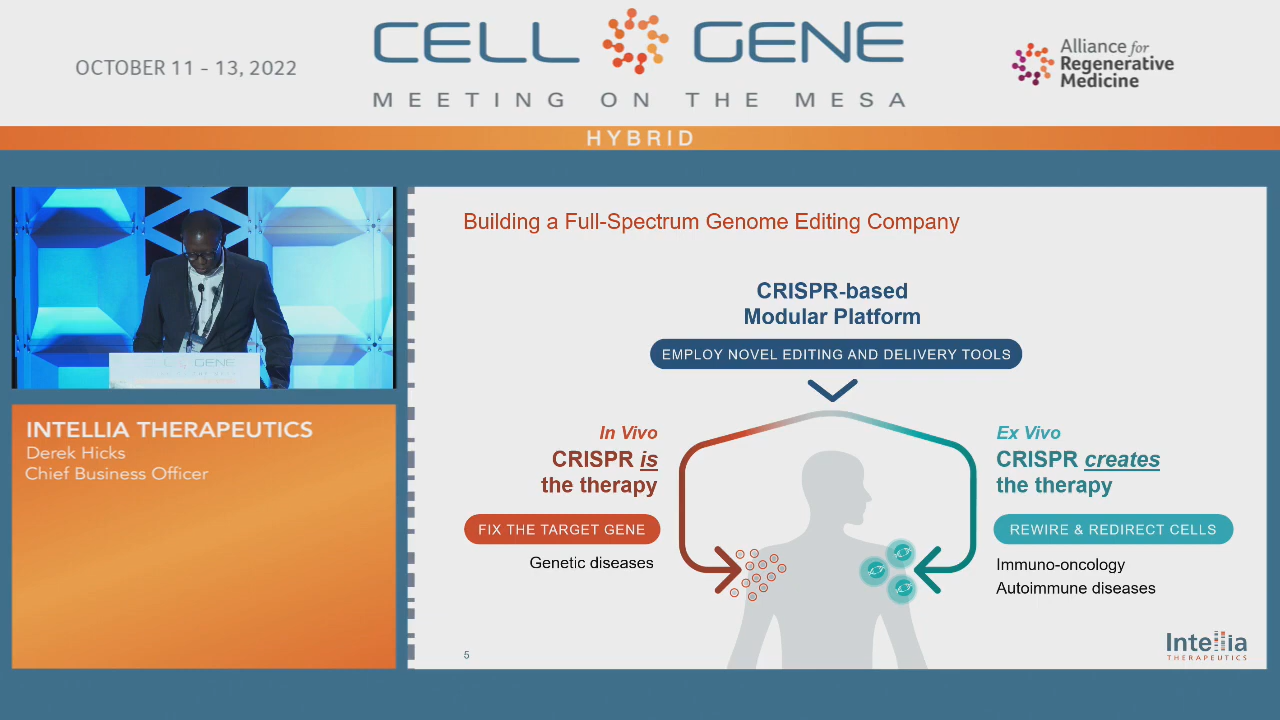 OCTOBER 11 - 13, 2022
CELL GENE
MEETING ON THE MESA
Alliance for
Regenerative
Medicine
HYBRID
CELL GENE
INTELLIA THERAPEUTICS
Derek Hicks
Chief Business Officer
Building a Full-Spectrum Genome Editing Company
CRISPR-based
Modular Platform
EMPLOY NOVEL EDITING AND DELIVERY TOOLS
In Vivo
CRISPR is
the therapy
FIX THE TARGET GENE
Genetic diseases
Ex Vivo
CRISPR creates
the therapy
REWIRE & REDIRECT CELLS
Immuno-oncology
Autoimmune diseases
5
Intellia
THERAPEUTICS